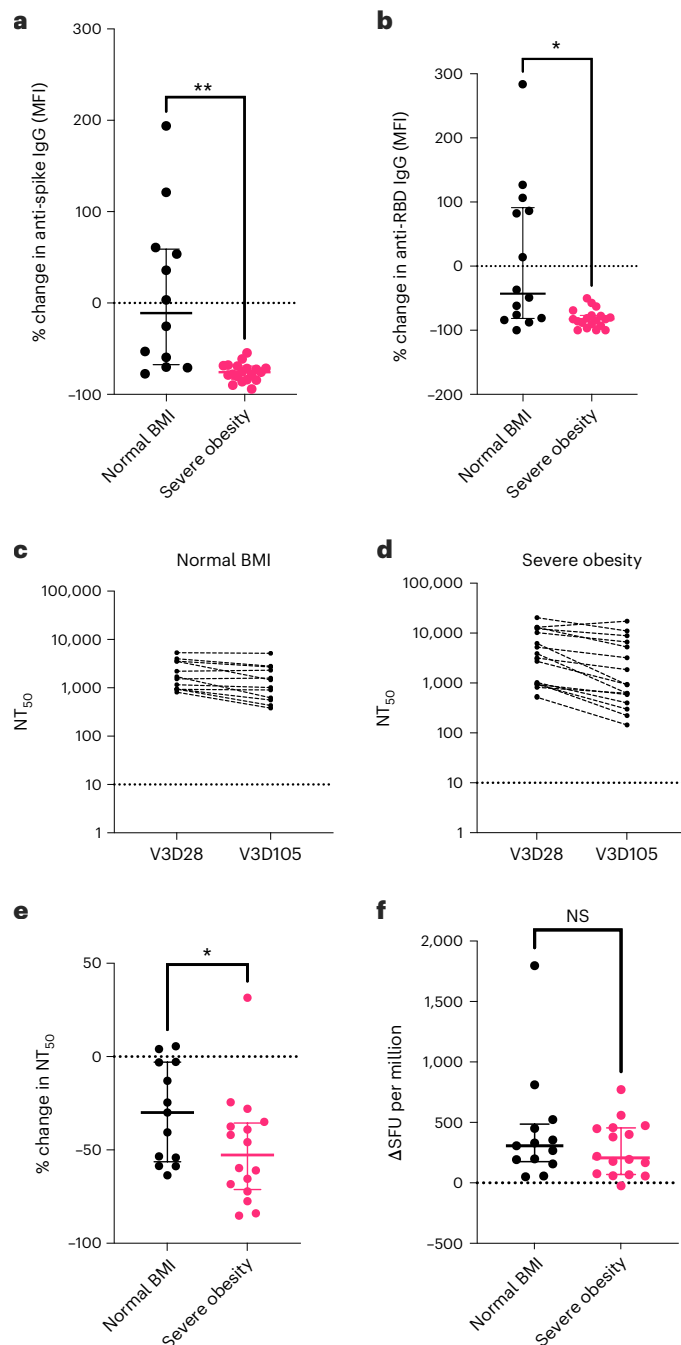 a
% change in anti-spike IgG (MFI)
300
200
100
0
–100
**
Normal BMI
Severe obesity
b
% change in anti-RBD IgG (MFI)
300
200
100
0
–100
–200
*
Normal BMI
Severe obesity
c
Normal BMI
NT50
100,000
10,000
1,000
100
10
1
V3D28
V3D105
d
Severe obesity
NT50
100,000
10,000
1,000
100
10
1
V3D28
V3D105
e
% change in NT50
50
0
–50
–100
*
Normal BMI
Severe obesity
f
ΔSFU per million
2,000
1,500
1,000
500
0
–500
NS
Normal BMI
Severe obesity